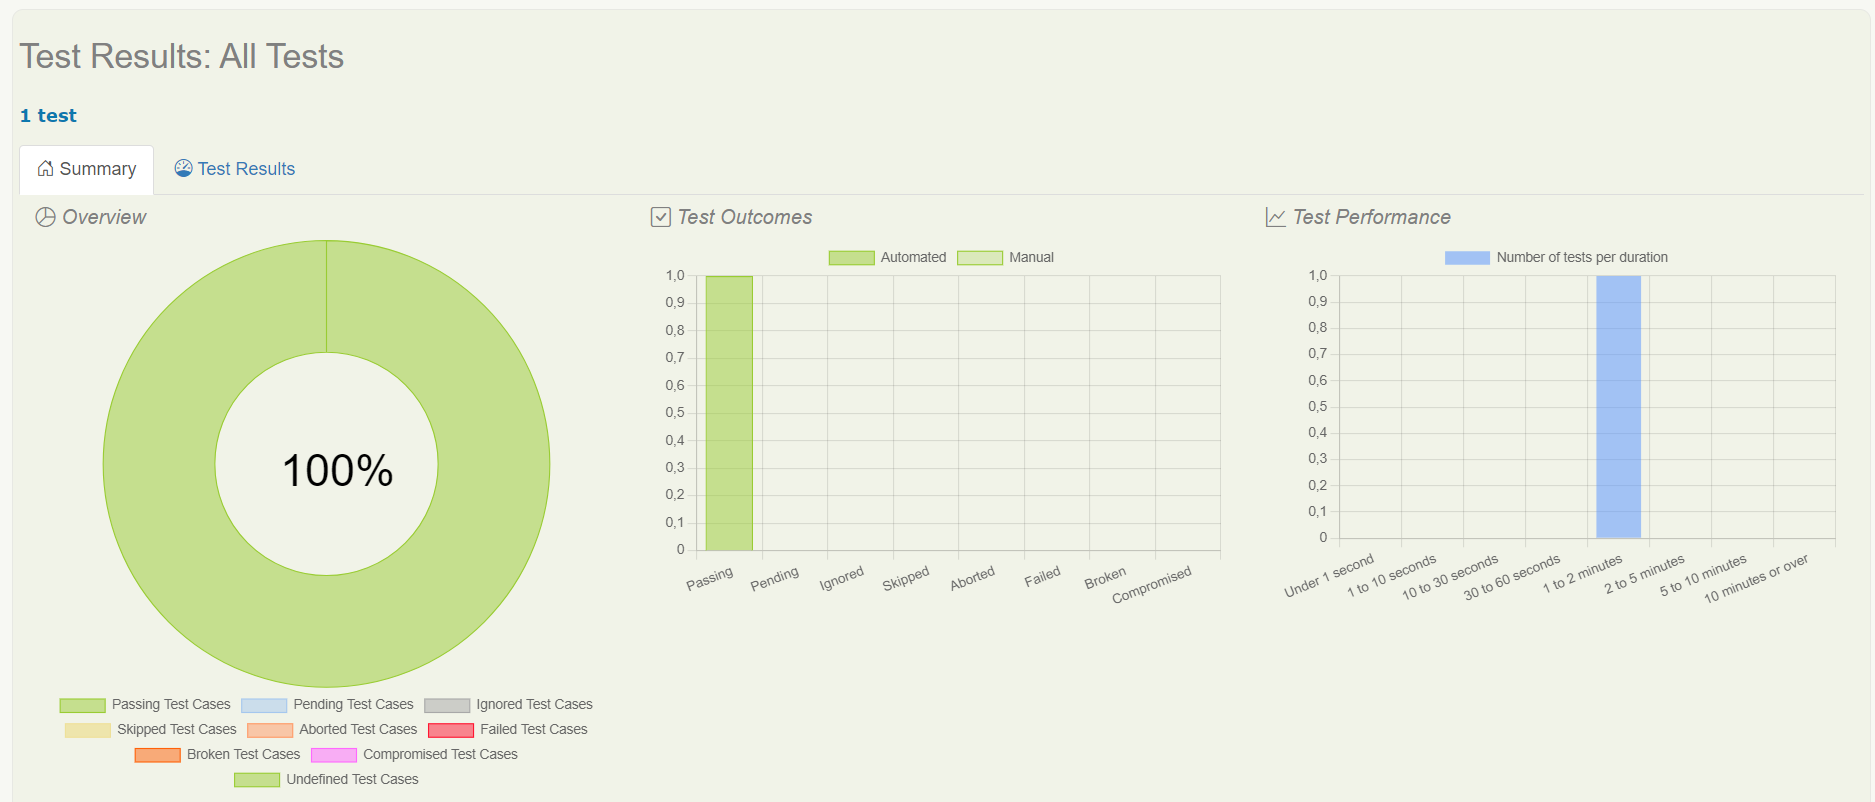 Test Results: All Tests
1 test
Summary
Test Results
Overview
100%
Passing Test Cases
Pending Test Cases
Ignored Test Cases
Skipped Test Cases
Aborted Test Cases
Failed Test Cases
Broken Test Cases
Compromised Test Cases
Undefined Test Cases
Test Outcomes
Automated
Manual
1,0
0,9
0,8
0,7
0,6
0,5
0,4
0,3
0,2
0,1
0
Passing
Pending
Ignored
Skipped
Aborted
Failed
Broken
Compromised
Test Performance
Number of tests per duration
1,0
0,9
0,8
0,7
0,6
0,5
0,4
0,3
0,2
0,1
0
Under 1 second
1 to 10 seconds
10 to 30 seconds
30 to 60 seconds
1 to 2 minutes
2 to 5 minutes
5 to 10 minutes
10 minutes or over